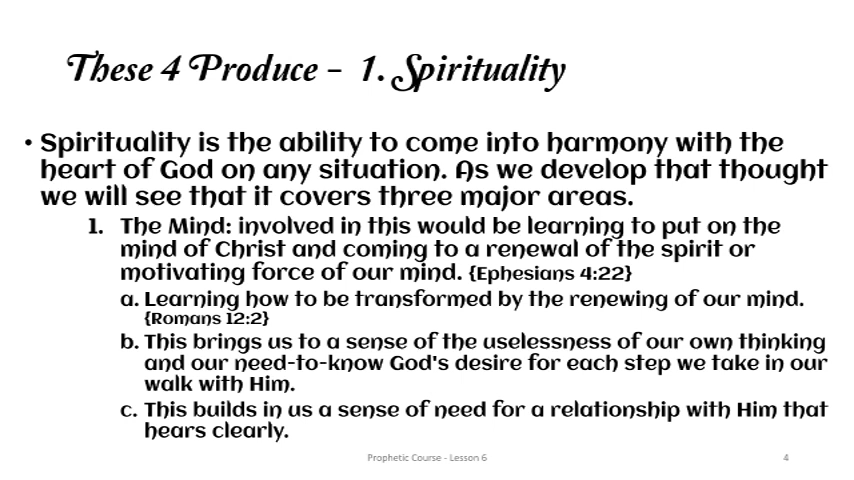 These 4 Produce – 1. Spirituality
• Spirituality is the ability to come into harmony with the
heart of God on any situation. As we develop that thought
we will see that it covers three major areas.
1. The Mind: involved in this would be learning to put on the
mind of Christ and coming to a renewal of the spirit or
motivating force of our mind. {Ephesians 4:22}
a. Learning how to be transformed by the renewing of our mind.
{Romans 12:2}
b. This brings us to a sense of the uselessness of our own thinking
and our need-to-know God's desire for each step we take in our
walk with Him.
c. This builds in us a sense of need for a relationship with Him that
hears clearly.
Prophetic Course - Lesson 6 4